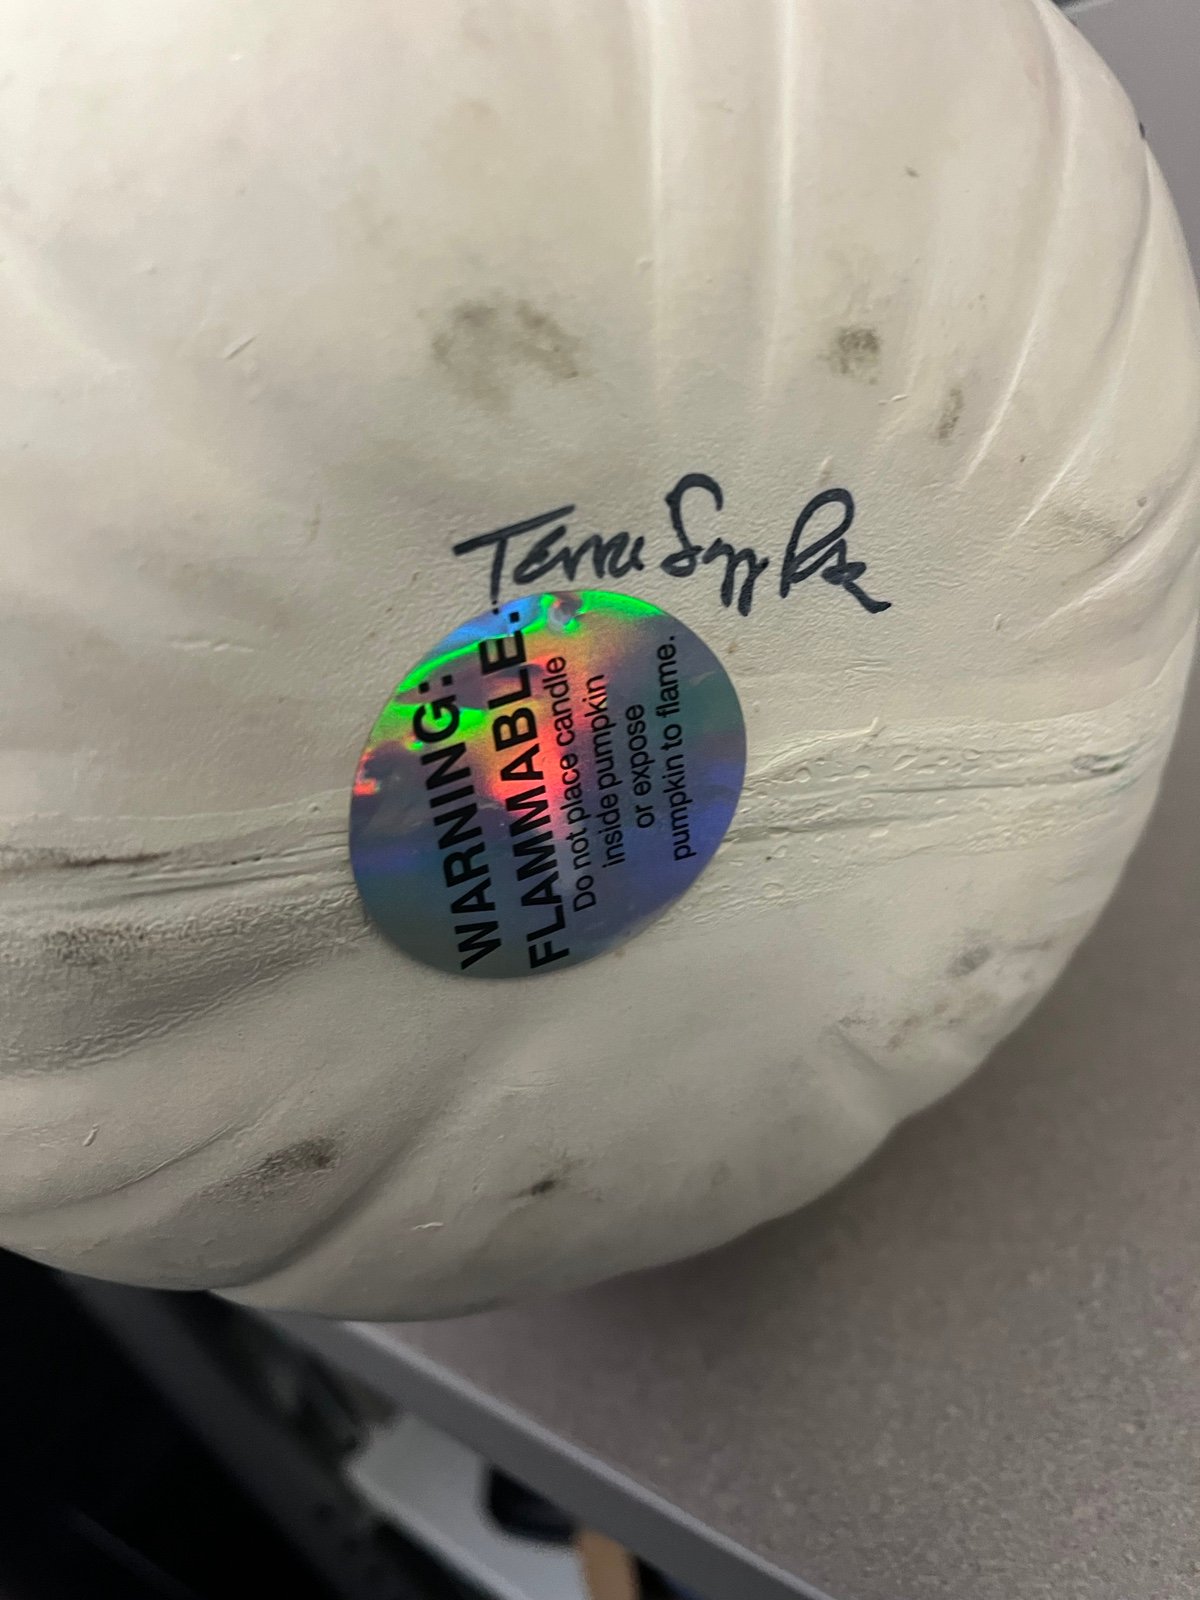 WARNING:
FLAMMABLE.
Do not place candle
inside pumpkin
or expose
pumpkin to flame.